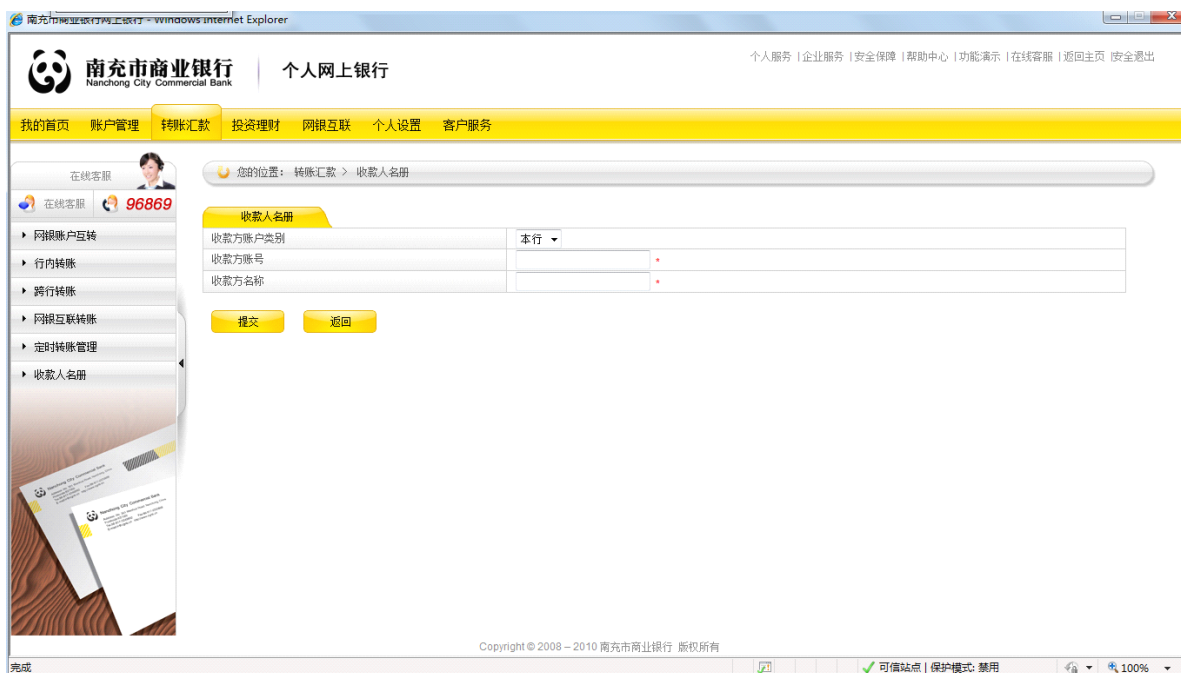 南充市商业银行网上银行 - Windows Internet Explorer
南充市商业银行
Nanchong City Commercial Bank
个人网上银行
个人服务 | 企业服务 | 安全保障 | 帮助中心 | 功能演示 | 在线客服 | 返回主页 | 安全退出
我的首页 账户管理 转账汇款 投资理财 网银互联 个人设置 客户服务
在线客服
在线客服 96869
网银账户互转
行内转账
跨行转账
网银互联转账
定时转账管理
收款人名册
您的位置: 转账汇款 > 收款人名册
收款人名册
收款方账户类别 本行
收款方账号 *
收款方名称 *
提交 返回
Nanchong City Commercial Bank
Nanchong City Commercial Bank
Copyright © 2008 – 2010 南充市商业银行 版权所有
完成 可信站点 | 保护模式: 禁用 100%